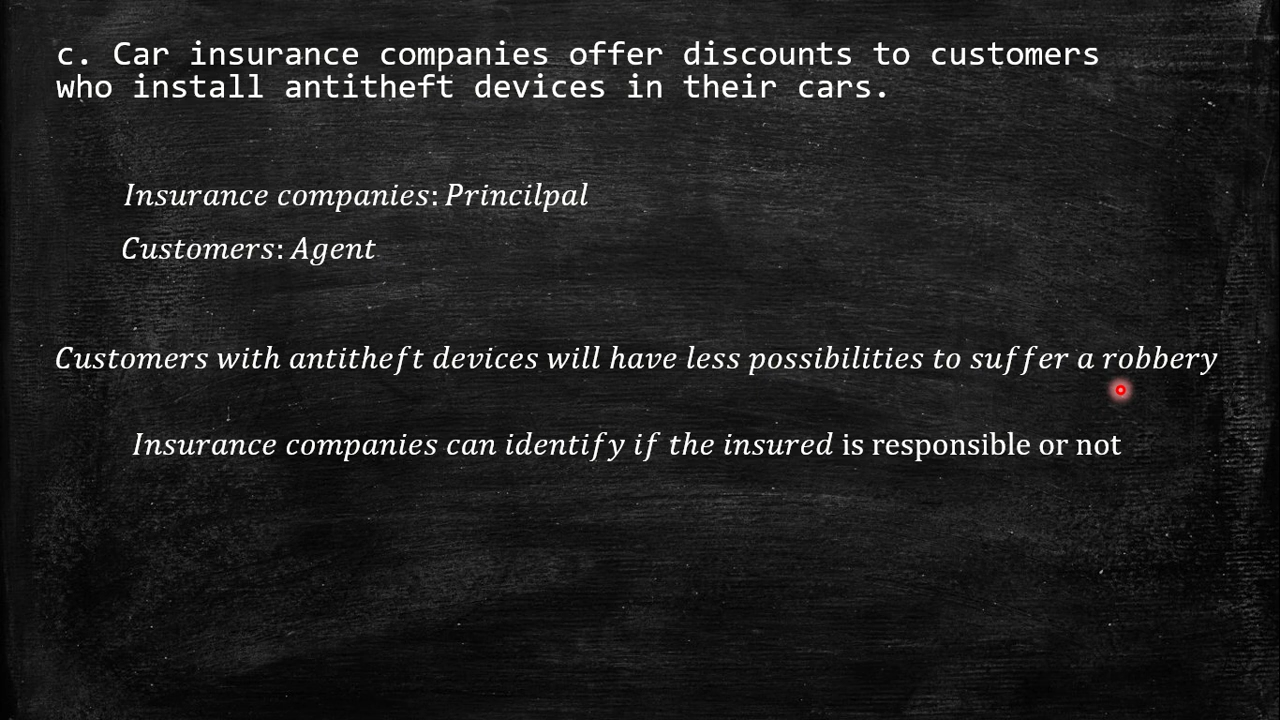 c. Car insurance companies offer discounts to customers
who install antitheft devices in their cars.
Insurance companies: Princilpal
Customers: Agent
Customers with antitheft devices will have less possibilities to suffer a robbery
Insurance companies can identify if the insured is responsible or not